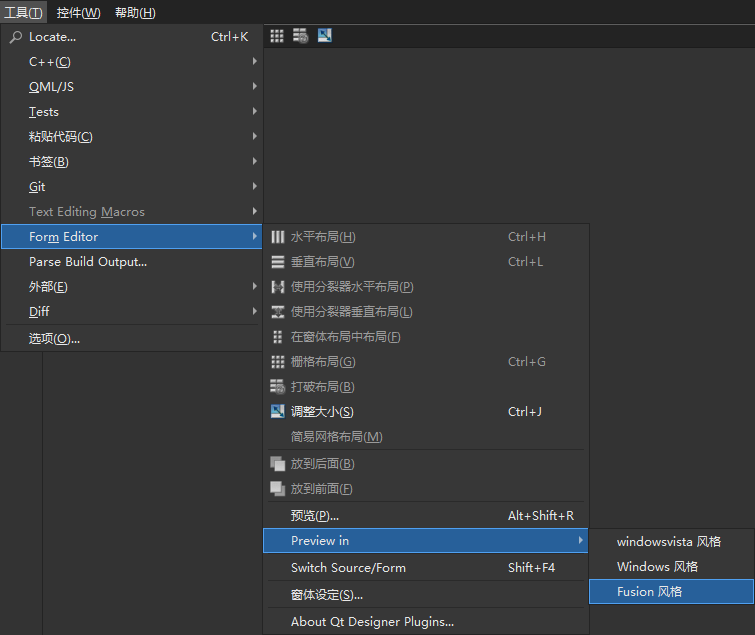 工具(T) 控件(W) 帮助(H)
Locate... Ctrl+K
C++(C)
QML/JS
Tests
粘贴代码(C)
书签(B)
Git
Text Editing Macros
Form Editor
Parse Build Output...
外部(E)
Diff
选项(O)...
水平布局(H) Ctrl+H
垂直布局(V) Ctrl+L
使用分裂器水平布局(P)
使用分裂器垂直布局(L)
在窗体布局中布局(F)
栅格布局(G) Ctrl+G
打破布局(B)
调整大小(S) Ctrl+J
简易网格布局(M)
放到后面(B)
放到前面(F)
预览(P)... Alt+Shift+R
Preview in
Switch Source/Form Shift+F4
窗体设定(S)...
About Qt Designer Plugins...
windowsvista 风格
Windows 风格
Fusion 风格